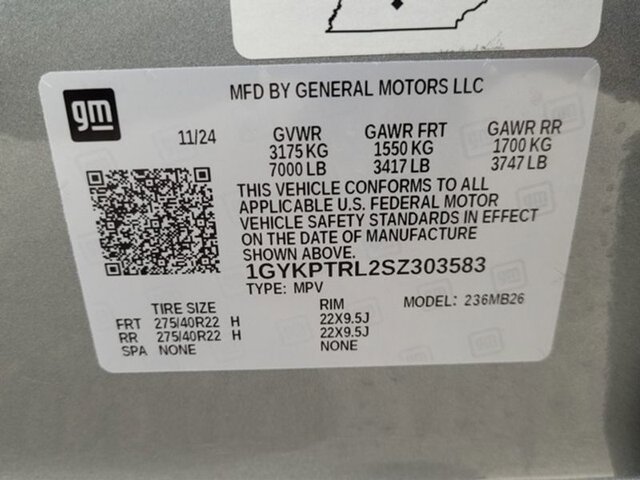 gm
MFD BY GENERAL MOTORS LLC
11/24 GVWR GAWR FRT GAWR RR
3175 KG 1550 KG 1700 KG
7000 LB 3417 LB 3747 LB
THIS VEHICLE CONFORMS TO ALL
APPLICABLE U.S. FEDERAL MOTOR
VEHICLE SAFETY STANDARDS IN EFFECT
ON THE DATE OF MANUFACTURE
SHOWN ABOVE.
1GYKPTRL2SZ303583
TYPE: MPV MODEL: 236MB26
TIRE SIZE RIM
FRT 275/40R22 H 22X9.5J
RR 275/40R22 H 22X9.5J
SPA NONE NONE